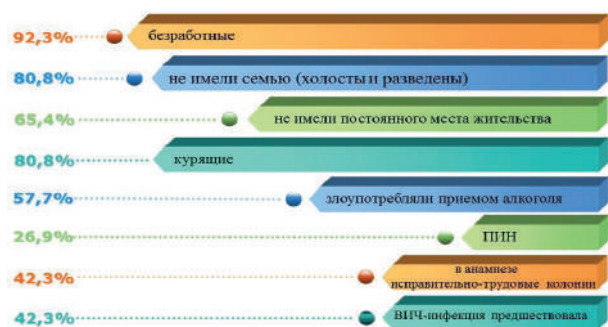 92,3% безработные
80,8% не имели семью (холосты и разведены)
65,4% не имели постоянного места жительства
80,8% курящие
57,7% злоупотребляли приемом алкоголя
26,9% ПИН
42,3% в анамнезе
исправительно-трудовые колонии
42,3% ВИЧ-инфекция предшествовала